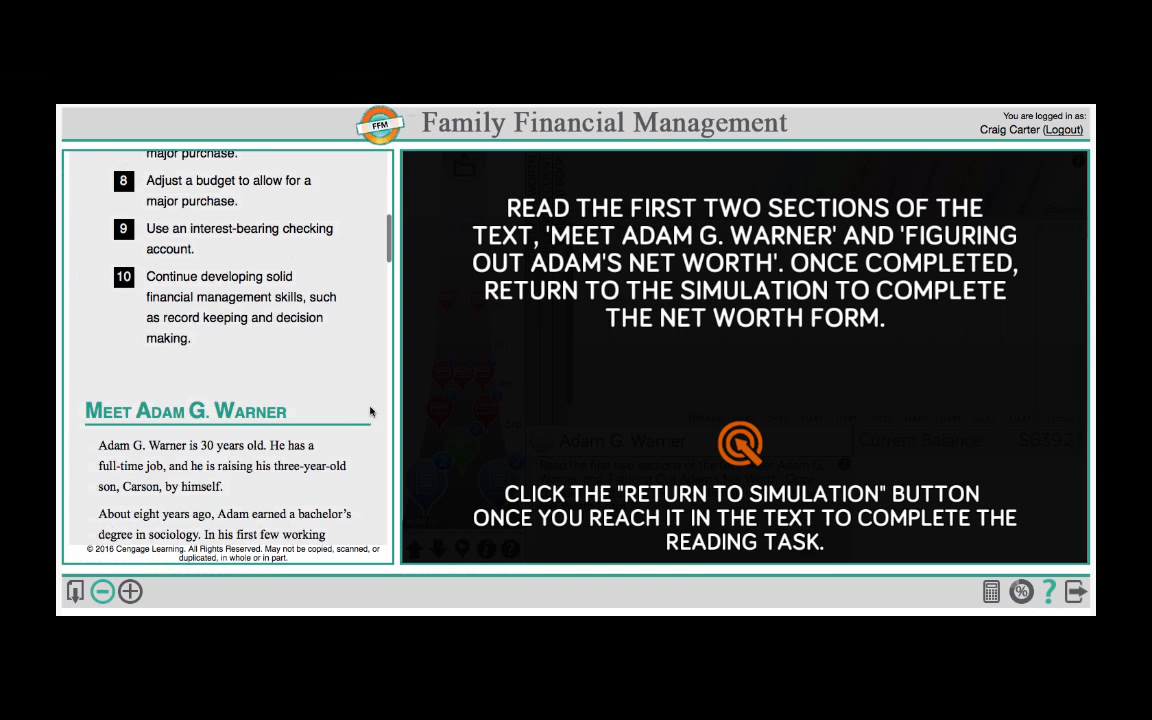 FFM
Family Financial Management
You are logged in as:
Craig Carter (Logout)
major purchase.
8 Adjust a budget to allow for a
major purchase.
9 Use an interest-bearing checking
account.
10 Continue developing solid
financial management skills, such
as record keeping and decision
making.
MEET ADAM G. WARNER
Adam G. Warner is 30 years old. He has a
full-time job, and he is raising his three-year-old
son, Carson, by himself.
About eight years ago, Adam earned a bachelor's
degree in sociology. In his first few working
© 2016 Cengage Learning. All Rights Reserved. May not be copied, scanned, or
duplicated, in whole or in part.
READ THE FIRST TWO SECTIONS OF THE
TEXT, 'MEET ADAM G. WARNER' AND 'FIGURING
OUT ADAM'S NET WORTH'. ONCE COMPLETED,
RETURN TO THE SIMULATION TO COMPLETE
THE NET WORTH FORM.
Adam G. Warner
Current Balance:
CLICK THE "RETURN TO SIMULATION" BUTTON
ONCE YOU REACH IT IN THE TEXT TO COMPLETE THE
READING TASK.
%
?